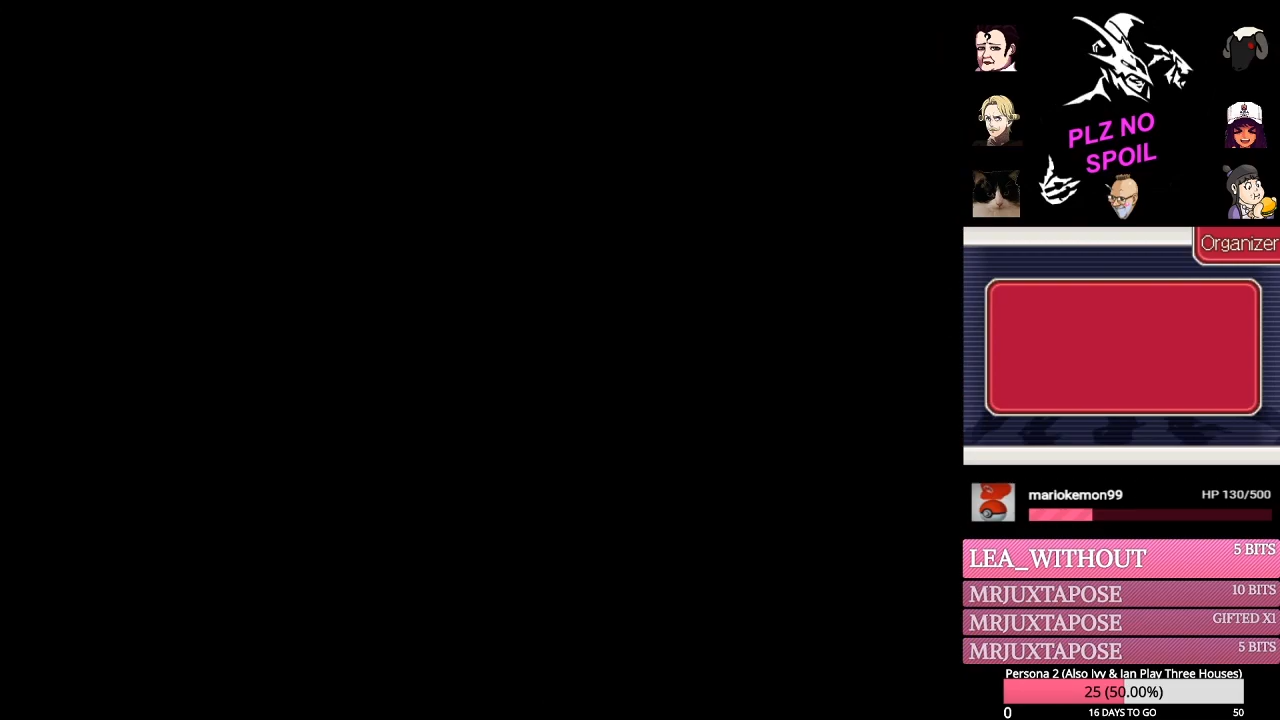 PLZ NO
SPOIL
Organizer
mariokemon99 HP 130/500
LEA_WITHOUT 5 BITS
MRJUXTAPOSE 10 BITS
MRJUXTAPOSE GIFTED X1
MRJUXTAPOSE 5 BITS
Persona 2 (Also Ivy & Ian Play Three Houses)
25 (50.00%)
0 16 DAYS TO GO 50